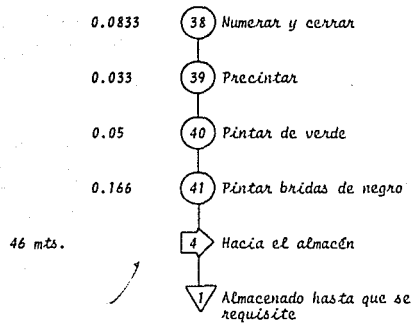 0.0833 38 Numerar y cerrar
0.033 39 Precintar
0.05 40 Pintar de verde
0.166 41 Pintar bridas de negro
46 mts. 4 Hacia el almacén
1 Almacenado hasta que se
requisite